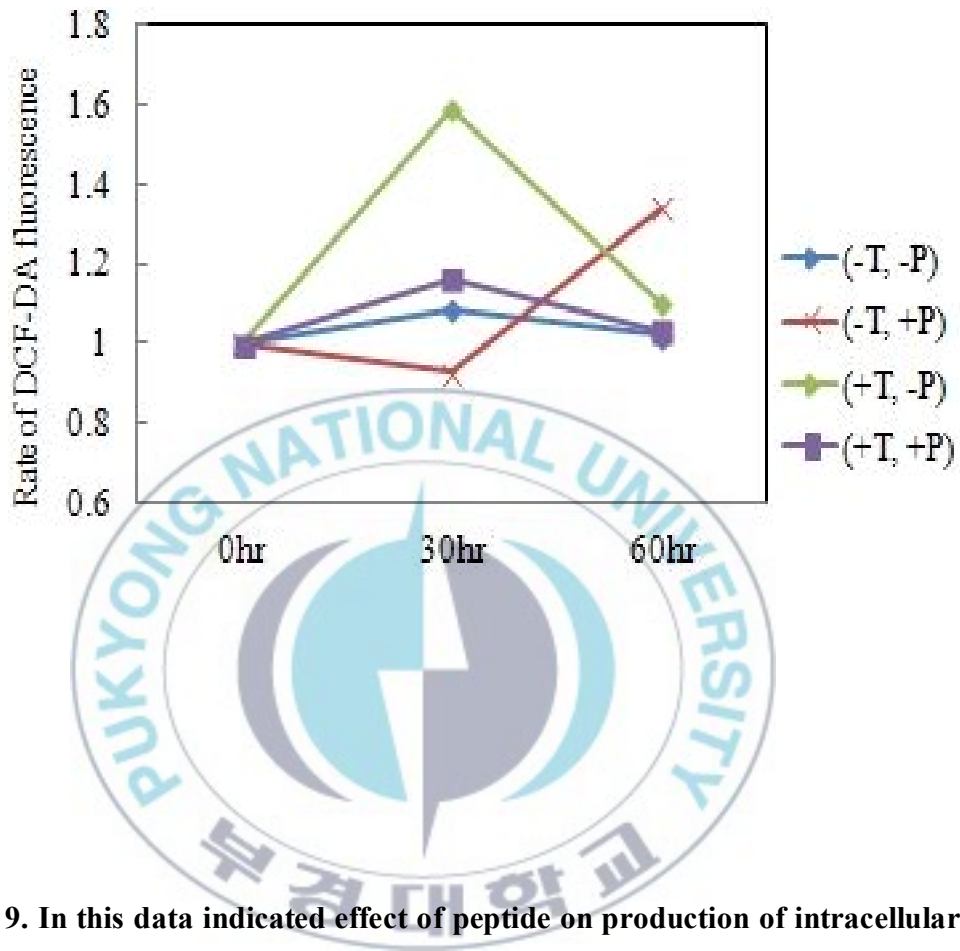 1.8
1.6
1.4
1.2
1
0.8
0.6
Rate of DCF-DA fluorescence
0hr 30hr 60hr
(-T, -P)
(-T, +P)
(+T, -P)
(+T, +P)
PUKYONG NATIONAL UNIVERSITY
부경대학교
9. In this data indicated effect of peptide on production of intracellular